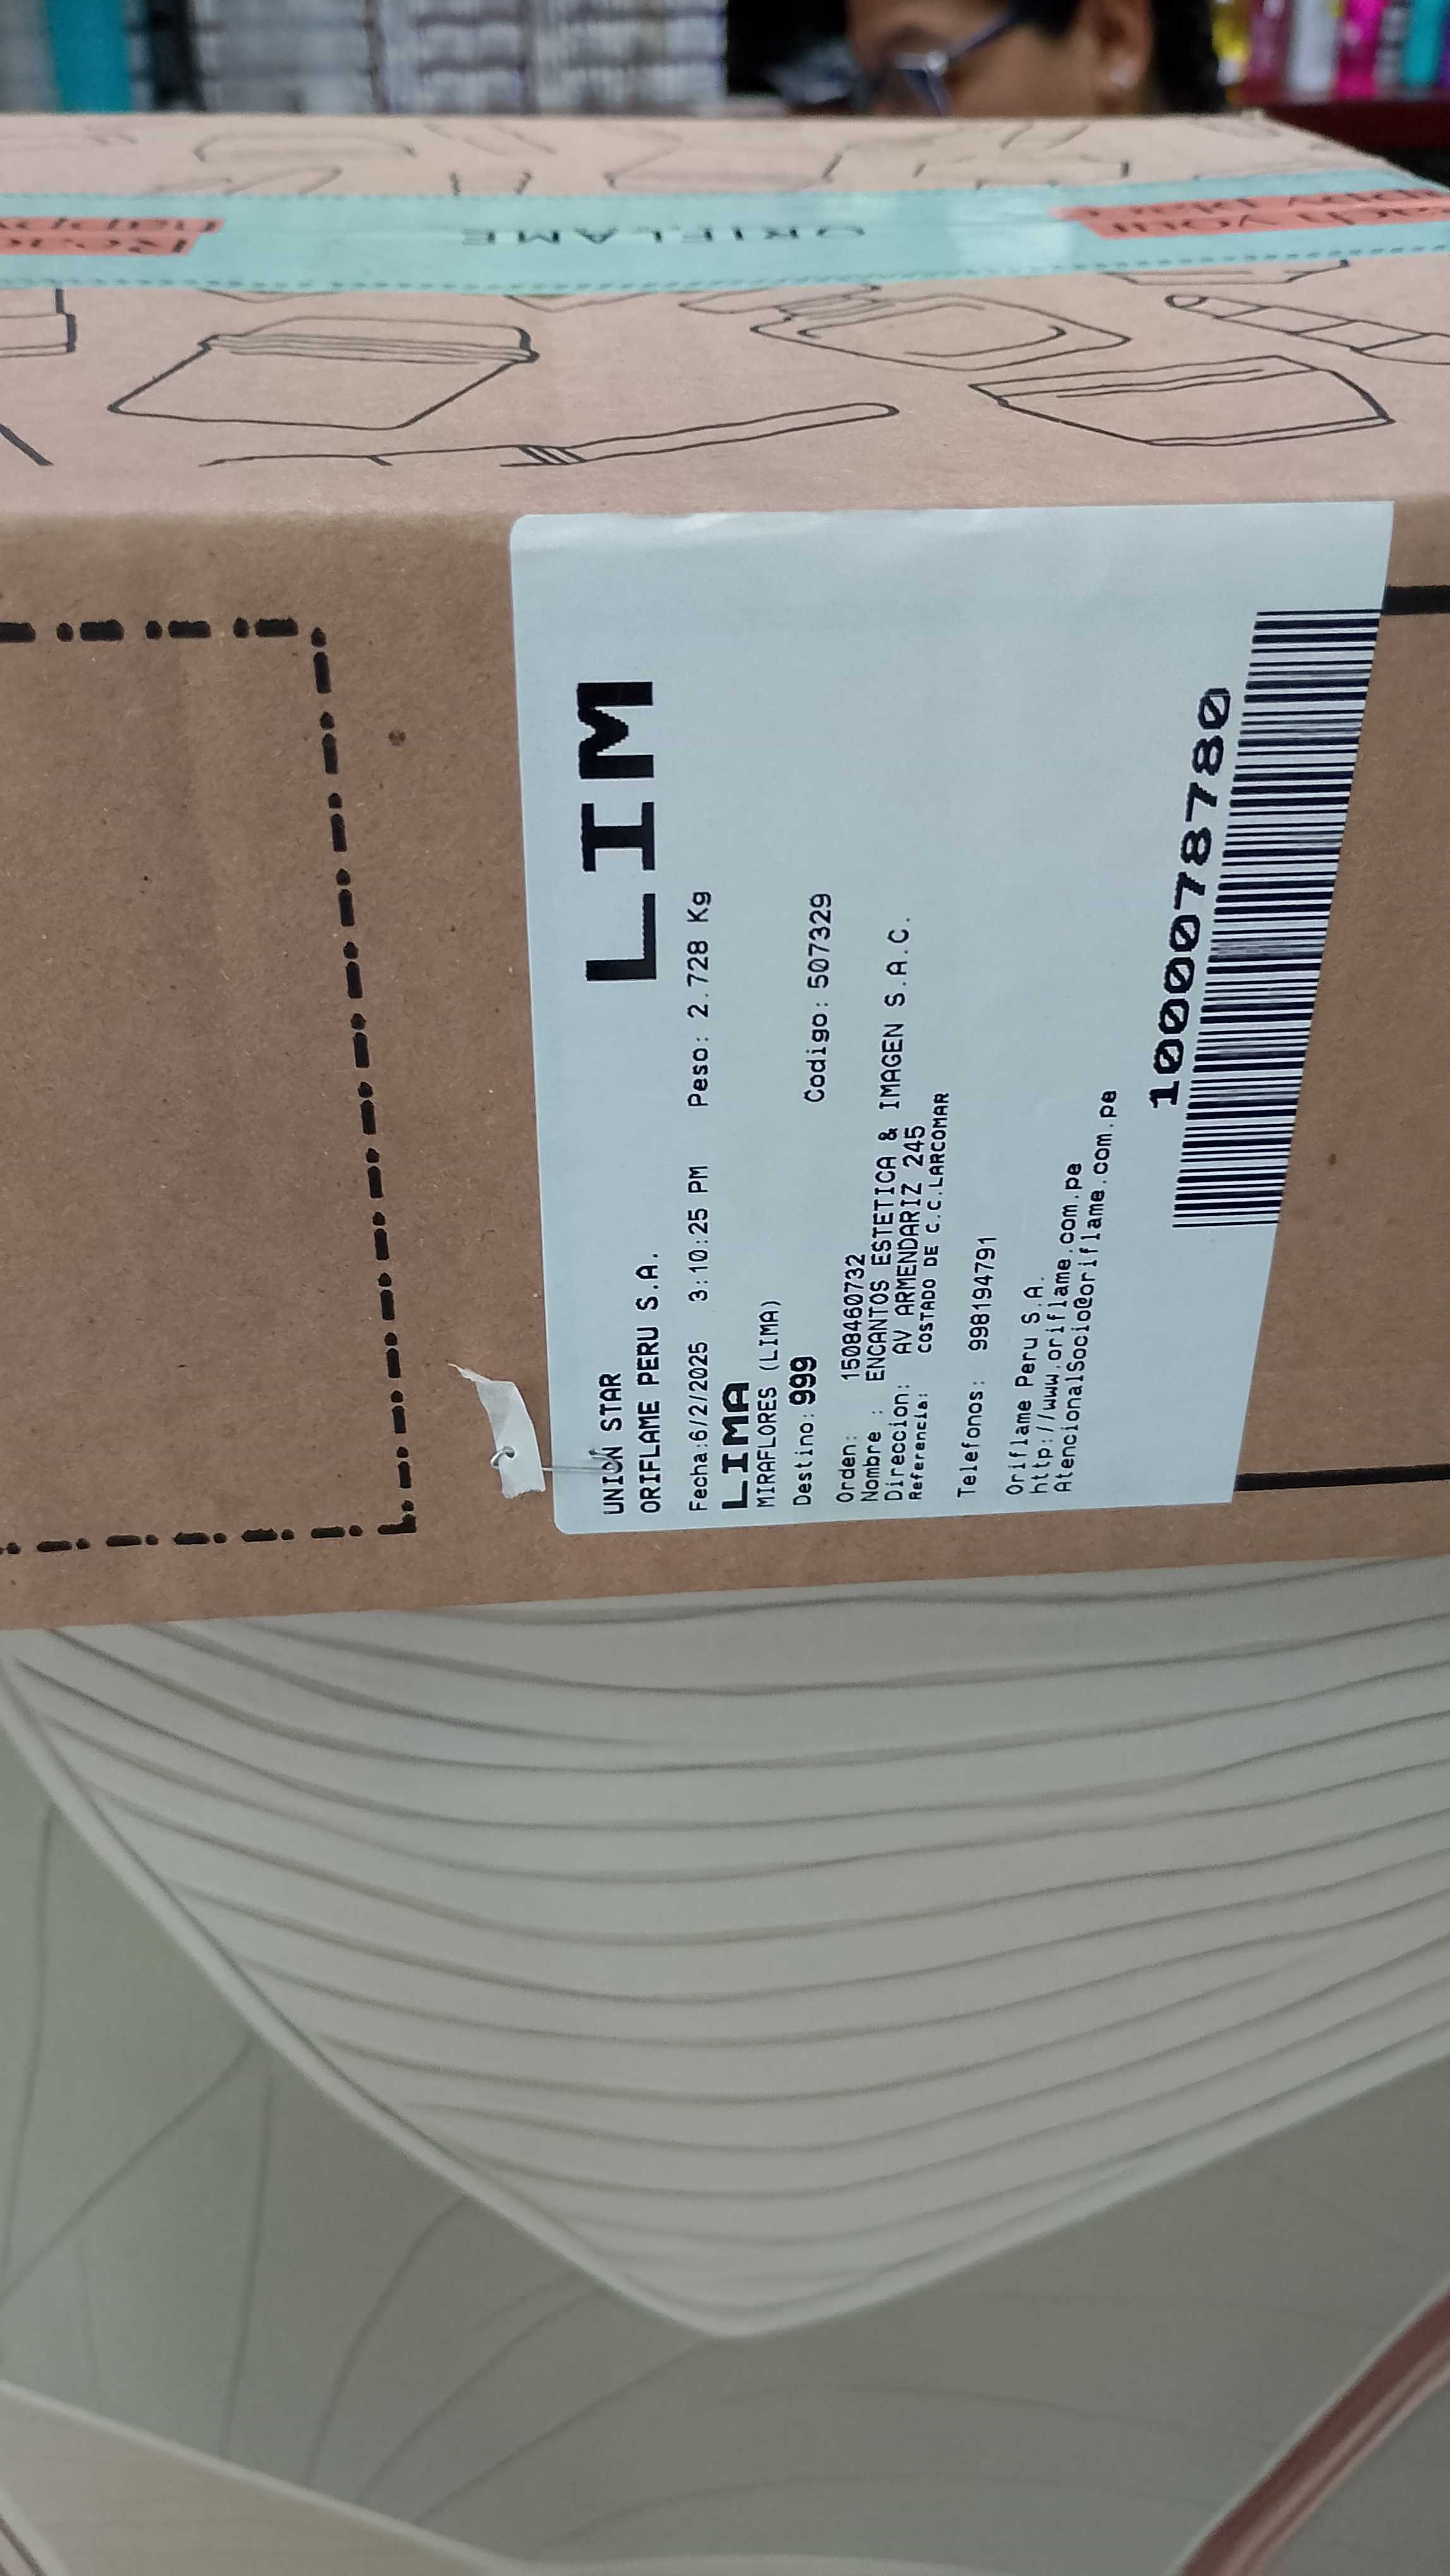 ORIFLAME
UNION STAR
ORIFLAME PERU S.A.
LIM
Fecha:6/2/2025 3:10:25 PM Peso: 2.728 Kg
LIMA
MIRAFLORES (LIMA)
Destino: 999 Codigo: 507329
Orden: 1508460732
Nombre : ENCANTOS ESTETICA & IMAGEN S.A.C.
Direccion: AV ARMENDARIZ 245
Referencia: COSTADO DE C.C.LARCOMAR
Telefonos: 998194791
Oriflame Peru S.A.
http://www.oriflame.com.pe
AtencionalSocio@oriflame.com.pe
10000787780